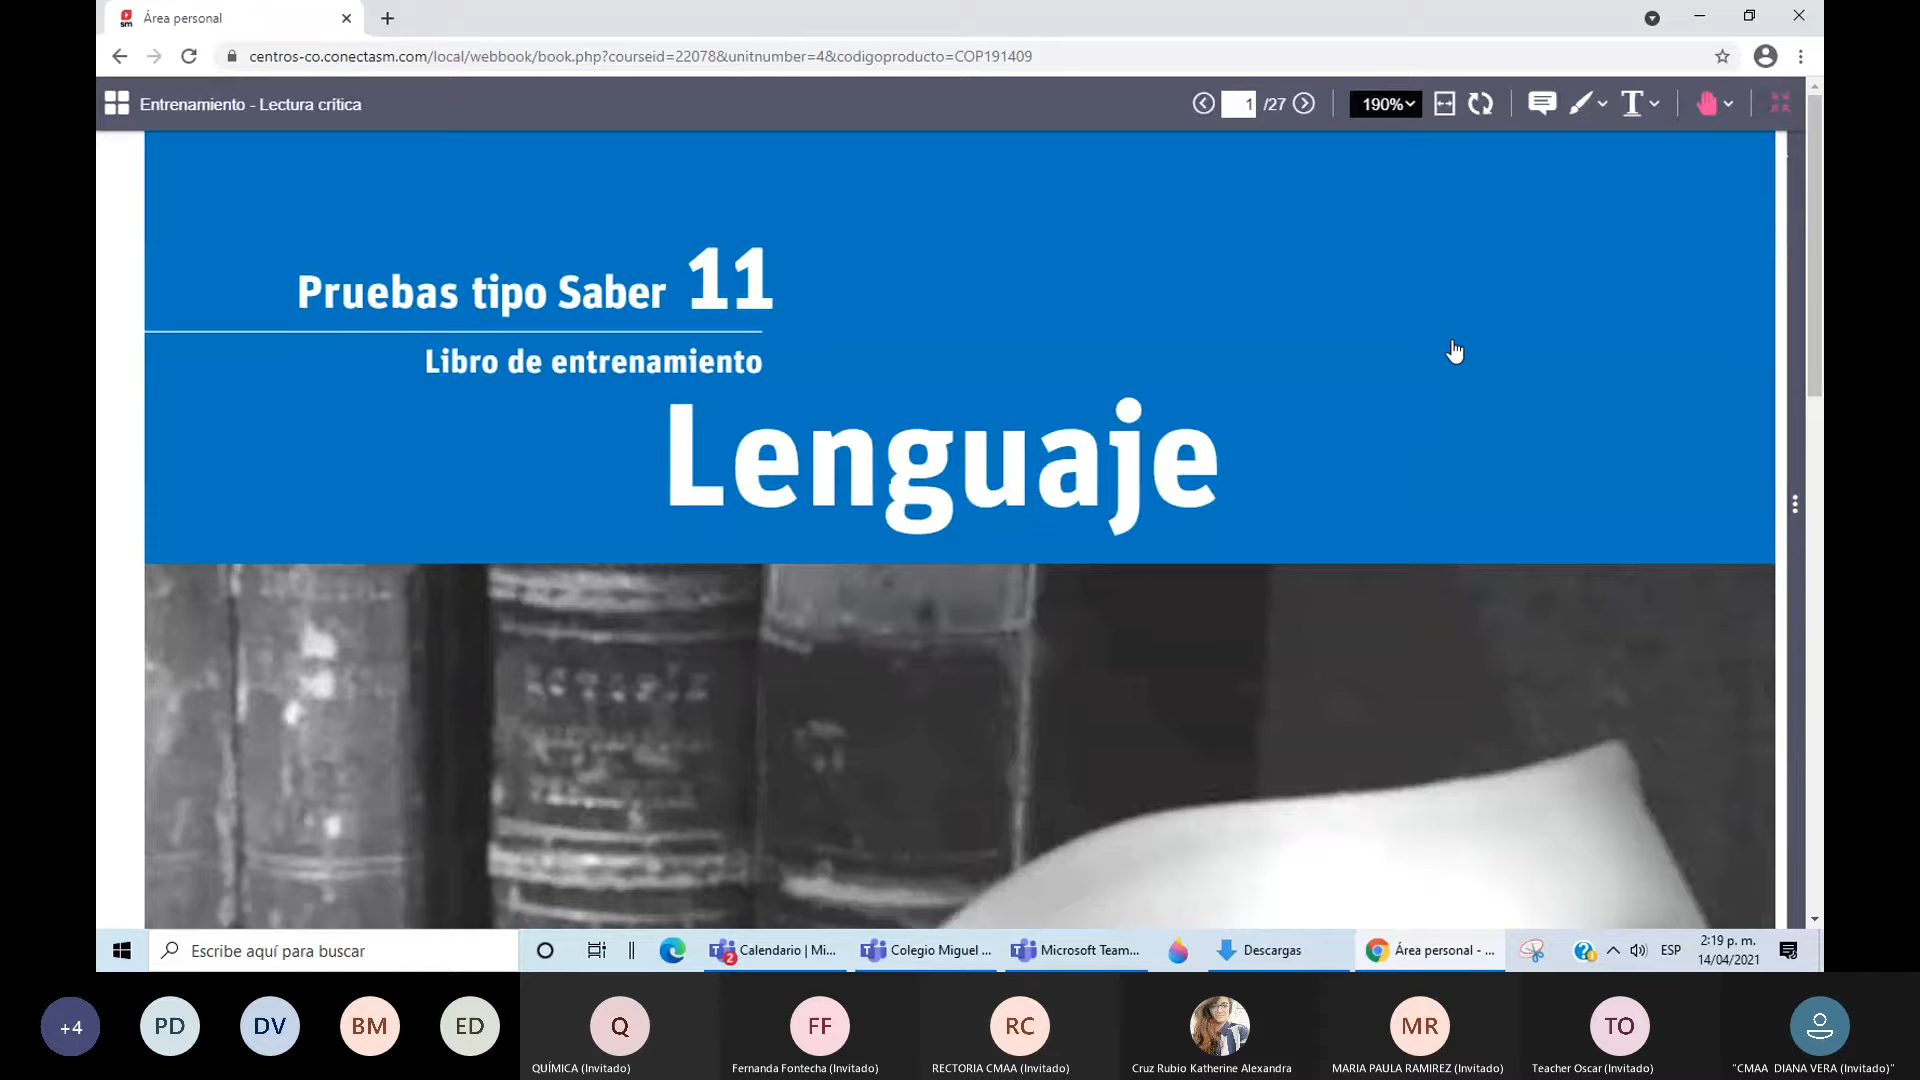 Área personal
centros-co.conectasm.com/local/webbook/book.php?courseid=22078&unitnumber=4&codigoproducto=COP191409
Entrenamiento - Lectura crítica
1 /27
190%
Pruebas tipo Saber 11
Libro de entrenamiento
Lenguaje
Escribe aquí para buscar
Calendario | Mi...
Colegio Miguel ...
Microsoft Team...
Descargas
Área personal - ...
ESP
2:19 p. m.
14/04/2021
+4
PD
DV
BM
ED
Q
FF
RC
MR
TO
QUÍMICA (Invitado)
Fernanda Fontecha (Invitado)
RECTORIA CMAA (Invitado)
Cruz Rubio Katherine Alexandra
MARIA PAULA RAMIREZ (Invitado)
Teacher Oscar (Invitado)
"CMAA DIANA VERA (Invitado)"